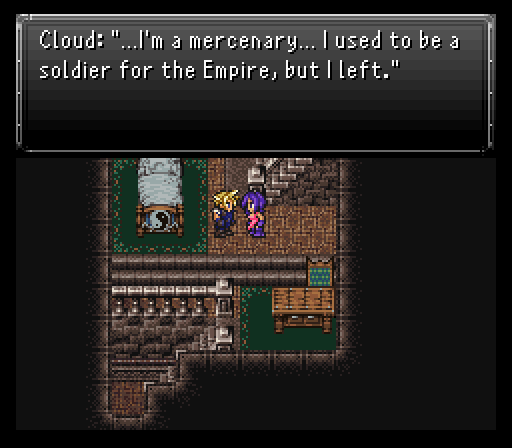 Cloud: "...I'm a mercenary... I used to be a
soldier for the Empire, but I left."